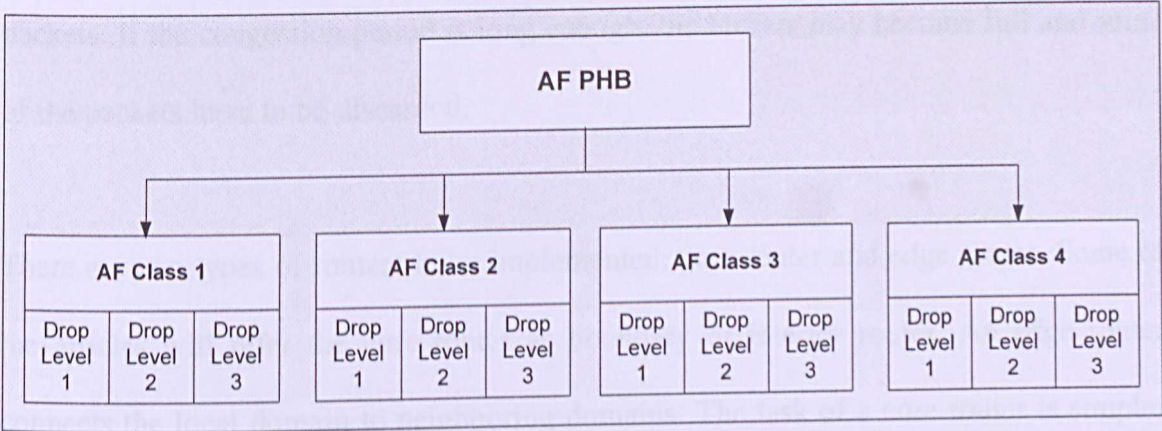 AF PHB
AF Class 1
AF Class 2
AF Class 3
AF Class 4
Drop Level 1
Drop Level 2
Drop Level 3
Drop Level 1
Drop Level 2
Drop Level 3
Drop Level 1
Drop Level 2
Drop Level 3
Drop Level 1
Drop Level 2
Drop Level 3